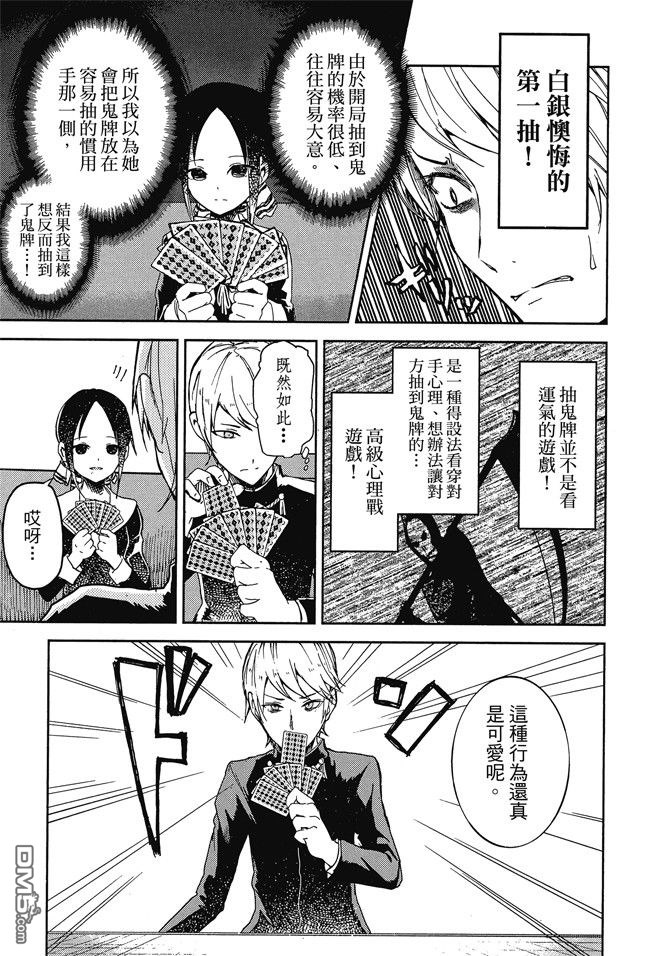 白銀懊悔的
第一抽！
ギ
リッ
由於開局抽到鬼
牌的機率很低、
往往容易大意。
所以我以為她
會把鬼牌放在
容易抽的慣用
手那一側，
結果我這樣
想反而抽到
了鬼牌…！
抽鬼牌並不是看
運氣的遊戲！
是一種得設法看穿對
手心理、想辦法讓對
方抽到鬼牌的…
高級心理戰
遊戲！
既然如此…
哎呀…
這種行為還真
是可愛呢。
ドン
DM5
.com